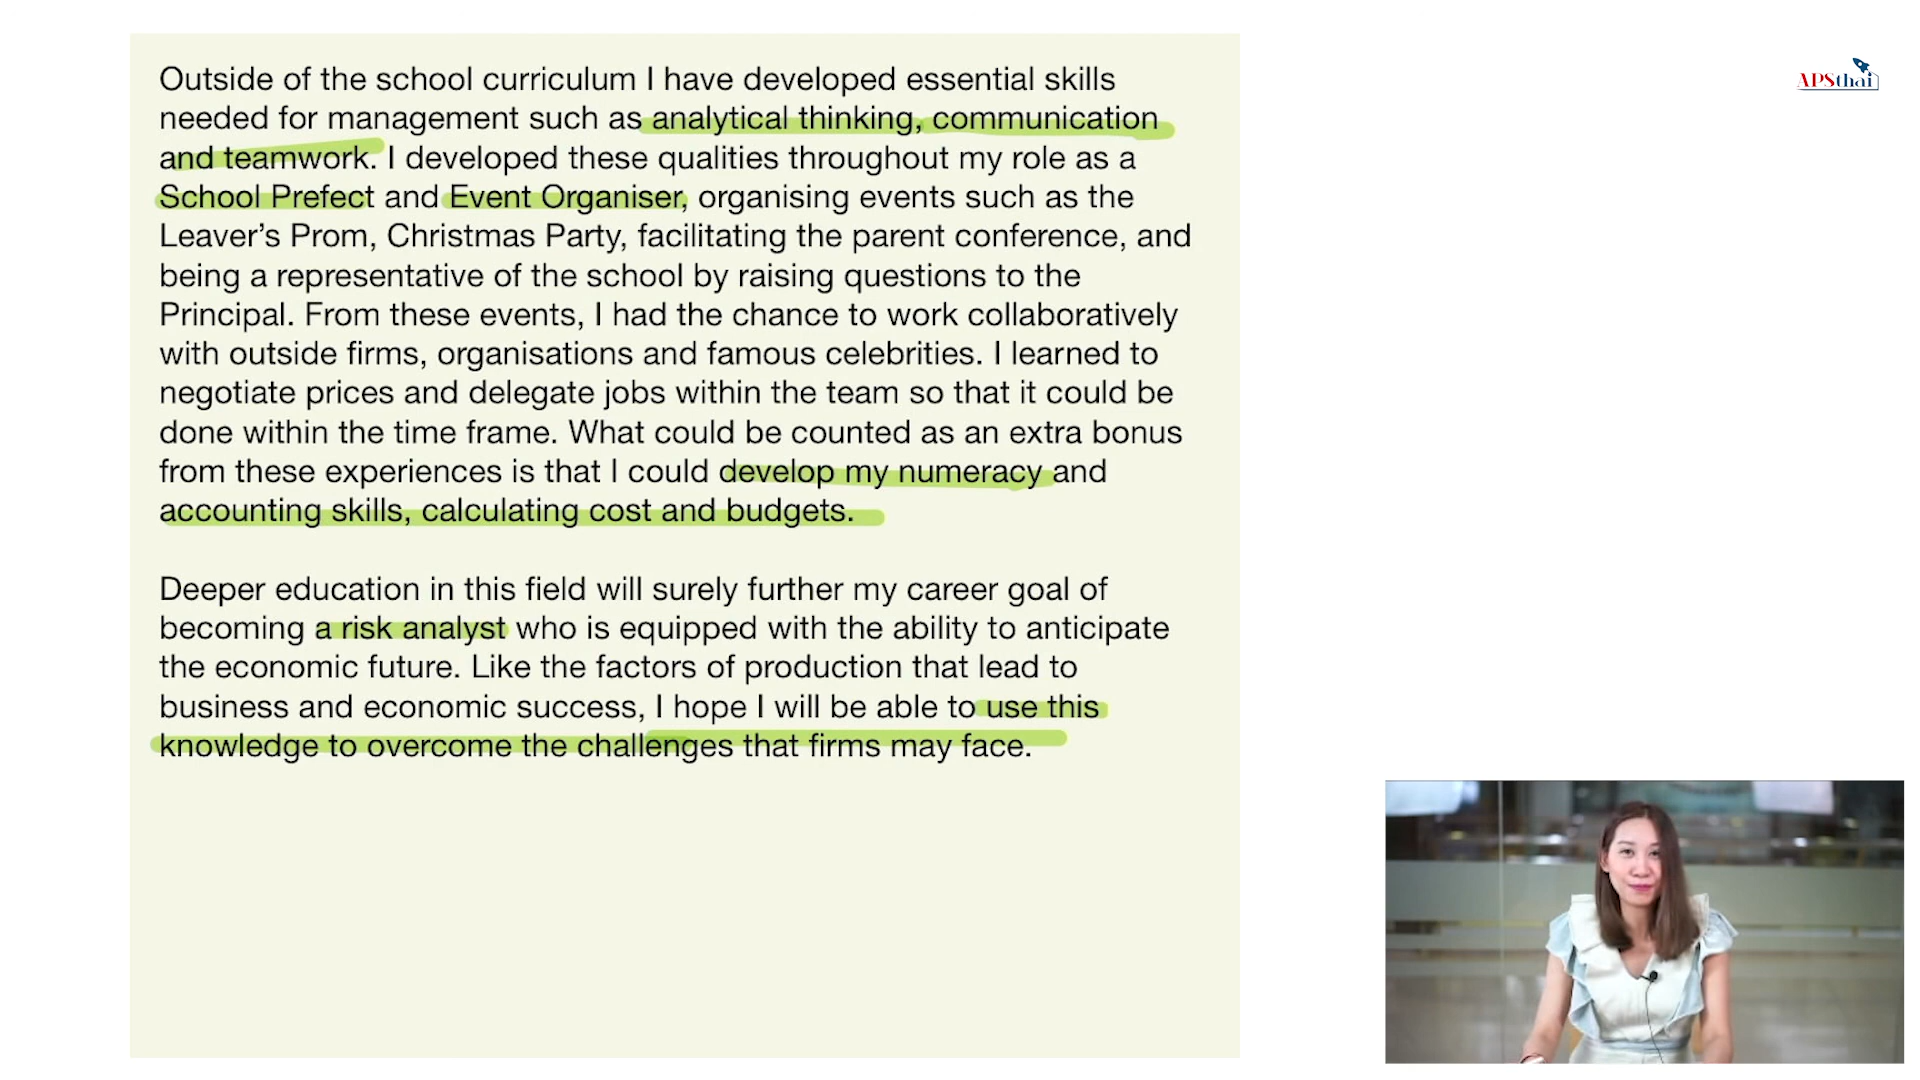 Outside of the school curriculum I have developed essential skills
needed for management such as analytical thinking, communication
and teamwork. I developed these qualities throughout my role as a
School Prefect and Event Organiser, organising events such as the
Leaver’s Prom, Christmas Party, facilitating the parent conference, and
being a representative of the school by raising questions to the
Principal. From these events, I had the chance to work collaboratively
with outside firms, organisations and famous celebrities. I learned to
negotiate prices and delegate jobs within the team so that it could be
done within the time frame. What could be counted as an extra bonus
from these experiences is that I could develop my numeracy and
accounting skills, calculating cost and budgets.
Deeper education in this field will surely further my career goal of
becoming a risk analyst who is equipped with the ability to anticipate
the economic future. Like the factors of production that lead to
business and economic success, I hope I will be able to use this
knowledge to overcome the challenges that firms may face.
APSthai